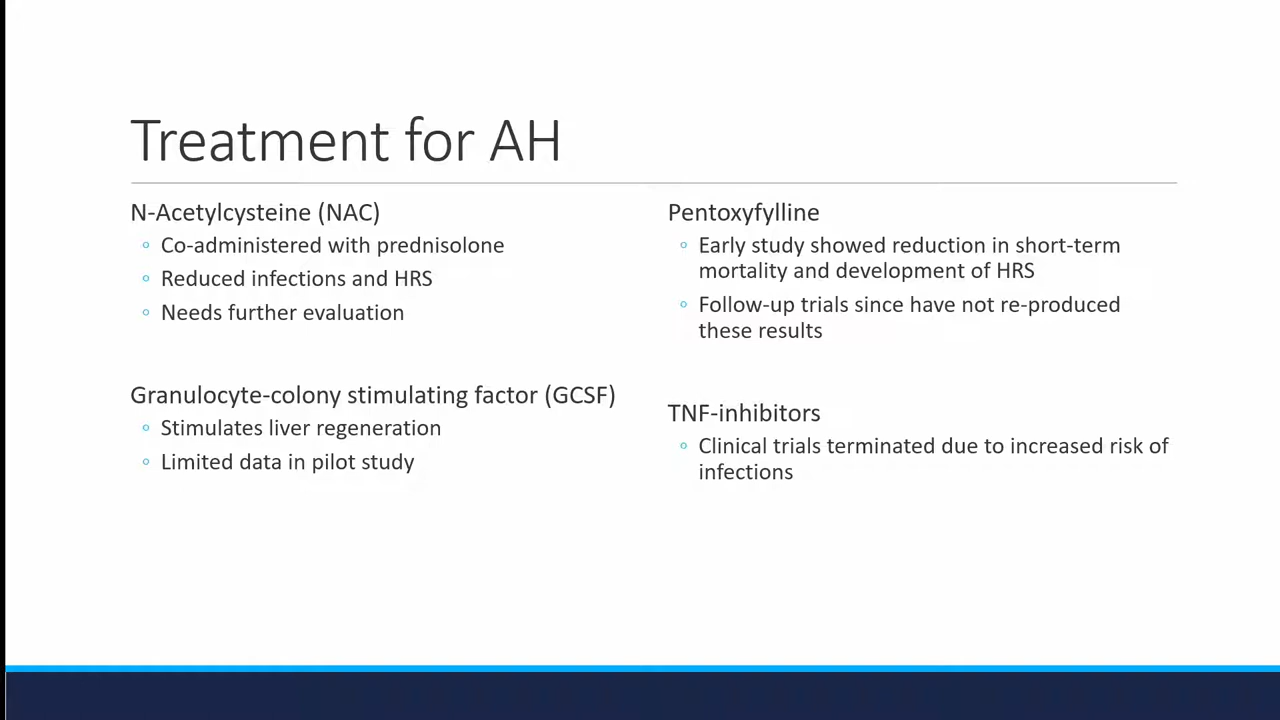 Treatment for AH
N-Acetylcysteine (NAC)
◦ Co-administered with prednisolone
◦ Reduced infections and HRS
◦ Needs further evaluation
Granulocyte-colony stimulating factor (GCSF)
◦ Stimulates liver regeneration
◦ Limited data in pilot study
Pentoxyfylline
◦ Early study showed reduction in short-term
mortality and development of HRS
◦ Follow-up trials since have not re-produced
these results
TNF-inhibitors
◦ Clinical trials terminated due to increased risk of
infections